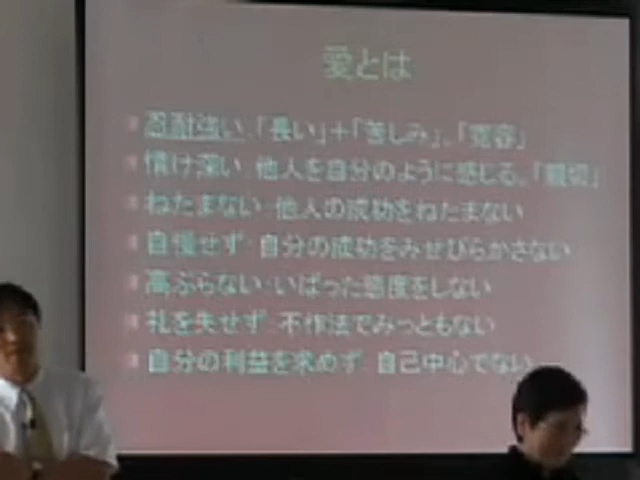 愛とは
忍耐強い:「長い」+「苦しみ」、「寛容」
情け深い:他人を自分のように感じる。「親切」
ねたまない:他人の成功をねたまない
自慢せず:自分の成功をみせびらかさない
高ぶらない:いばった態度をしない
礼を失せず:不作法でみっともない
自分の利益を求めず:自己中心でない